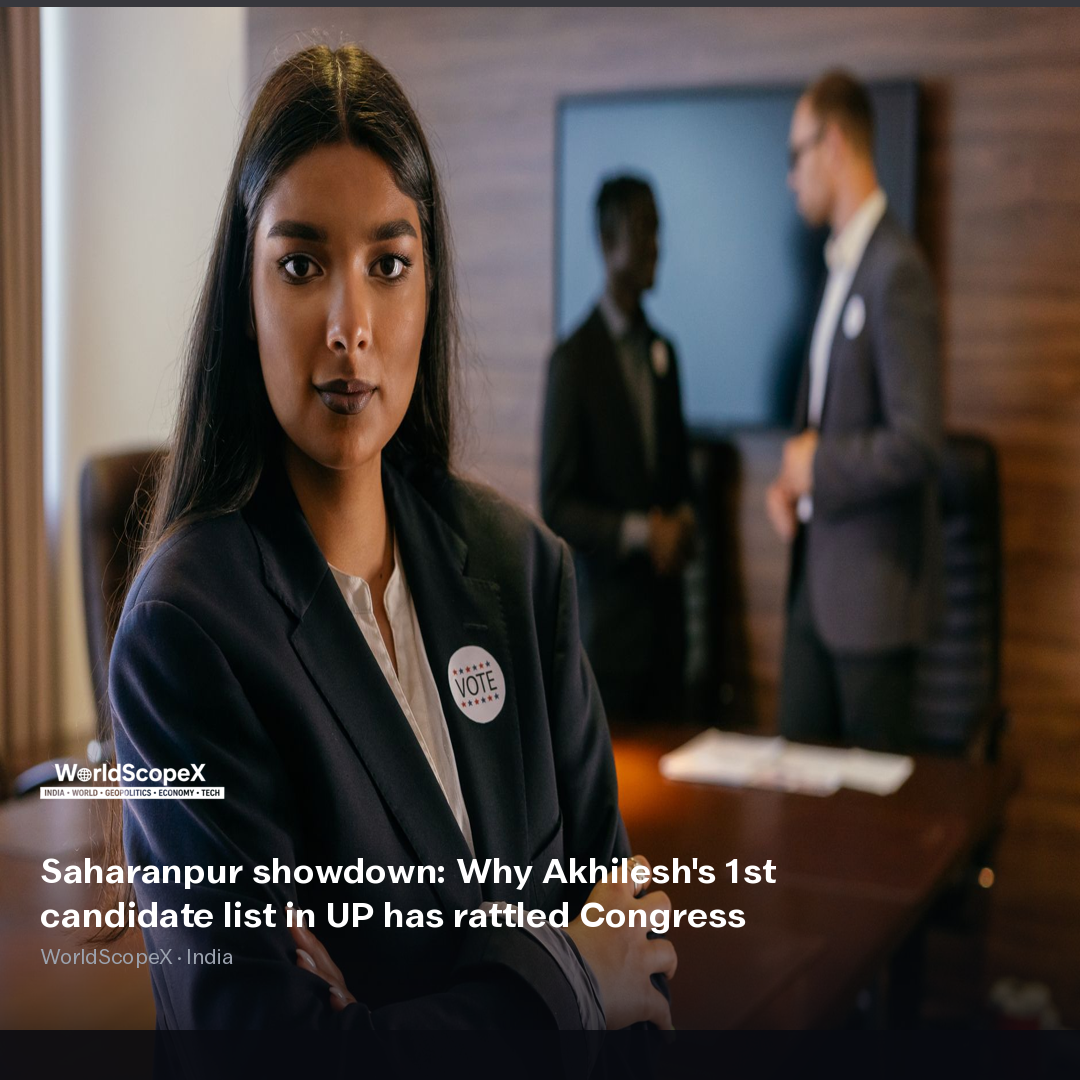 VOTE
WorldScopeX
INDIA • WORLD • GEOPOLITICS • ECONOMY • TECH
Saharanpur showdown: Why Akhilesh's 1st
candidate list in UP has rattled Congress
WorldScopeX · India